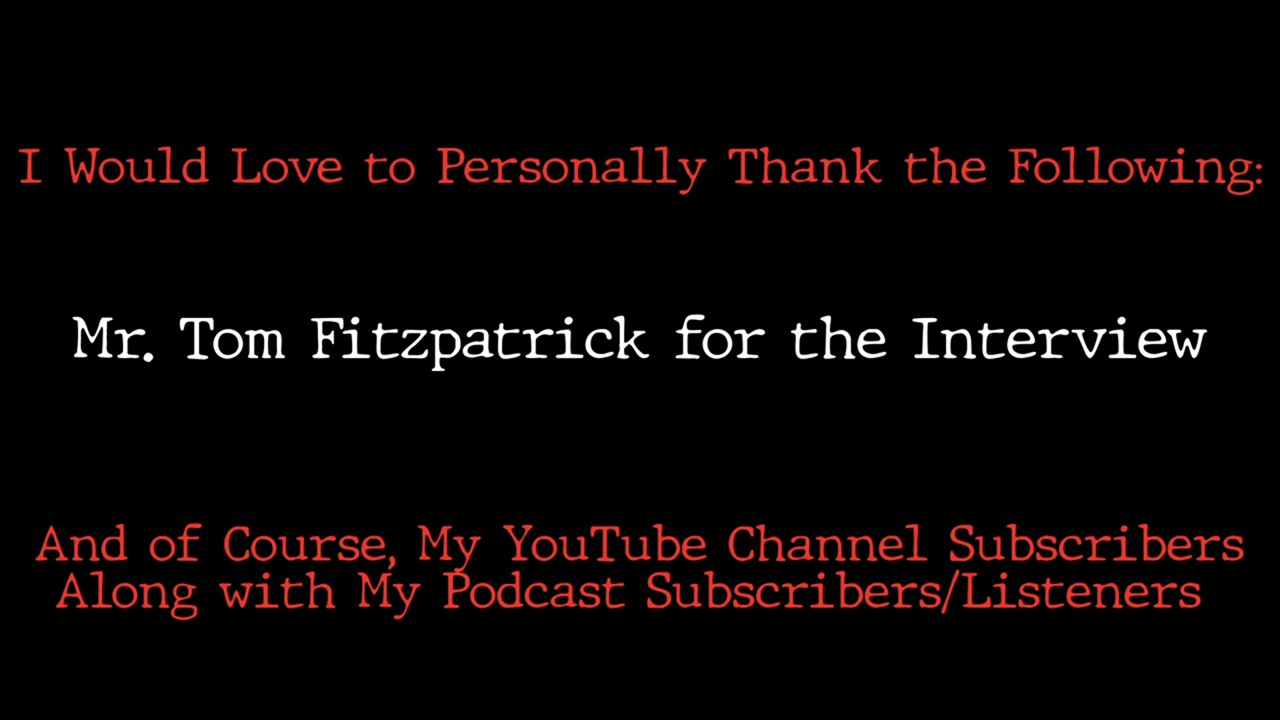 I Would Love to Personally Thank the Following:
Mr. Tom Fitzpatrick for the Interview
And of Course, My YouTube Channel Subscribers
Along with My Podcast Subscribers/Listeners